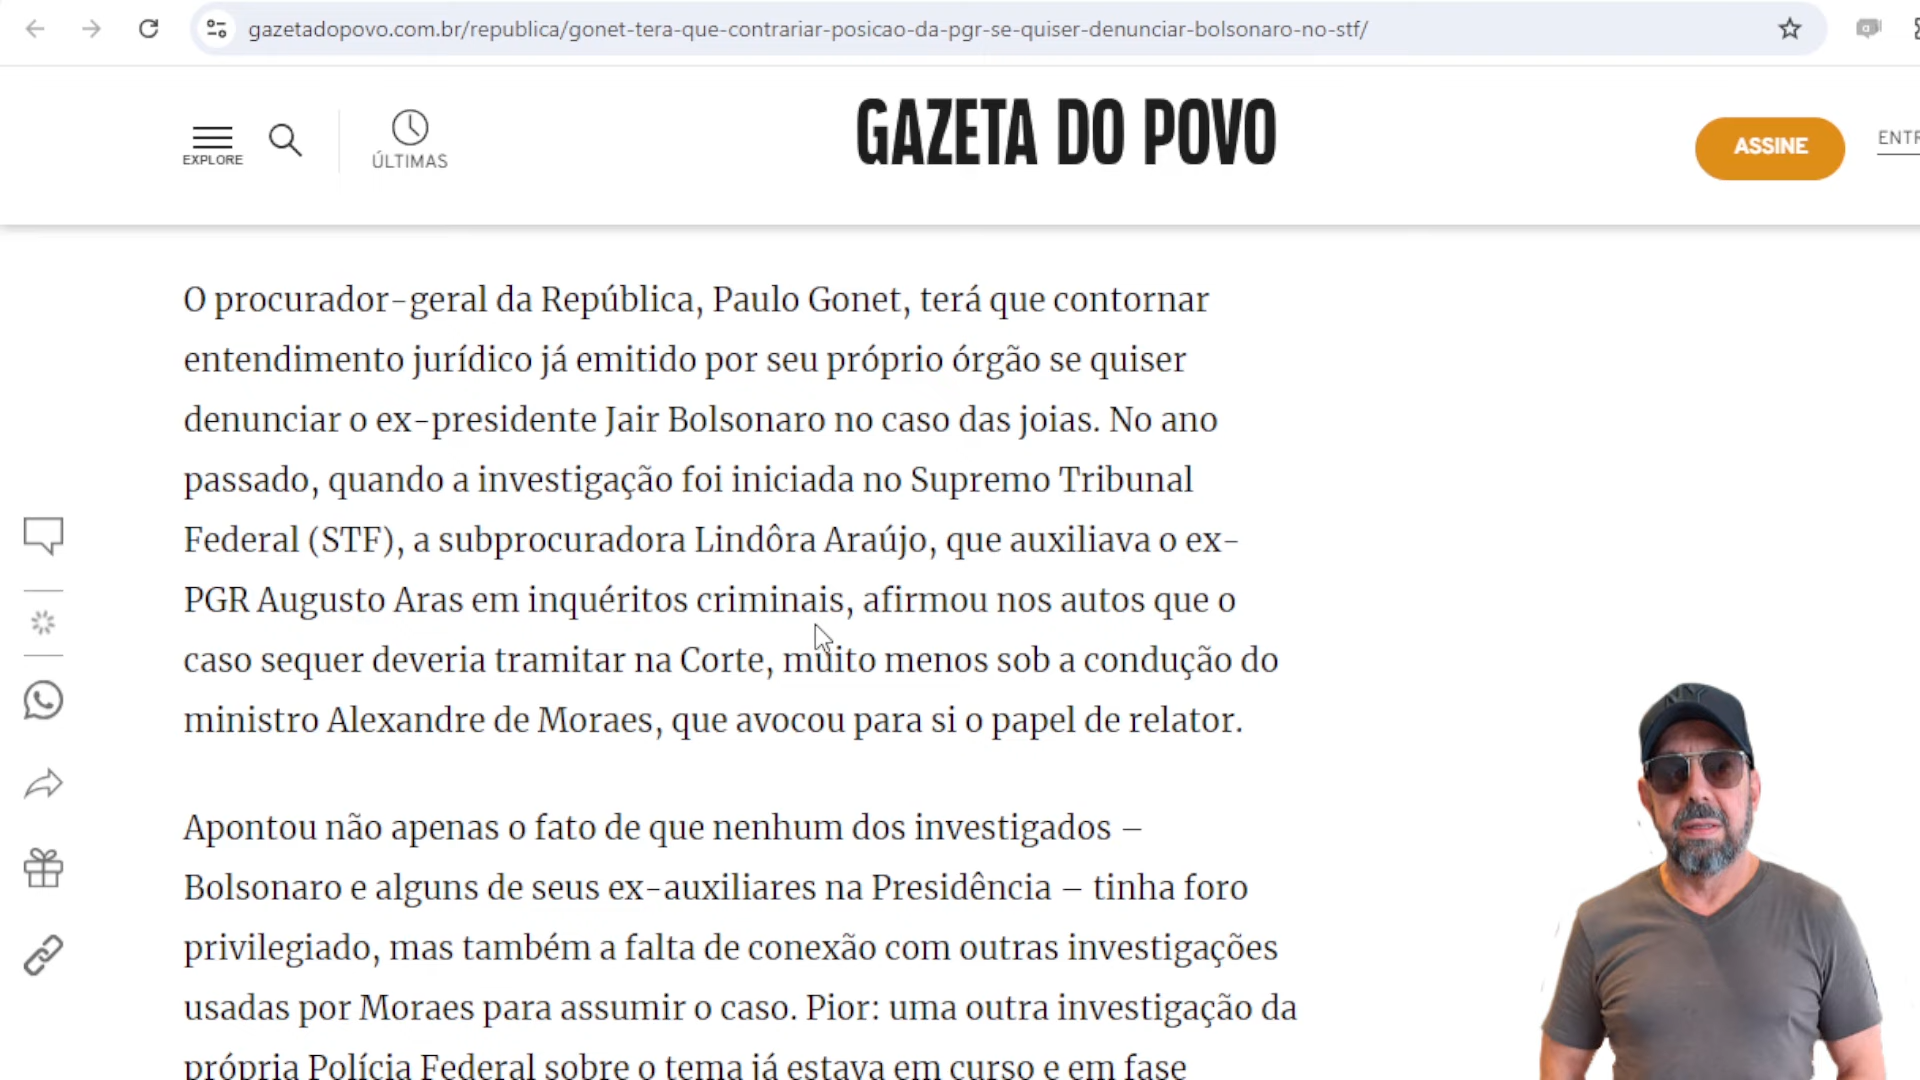 gazetadopovo.com.br/republica/gonet-tera-que-contrariar-posicao-da-pgr-se-quiser-denunciar-bolsonaro-no-stf/
EXPLORE
ÚLTIMAS
GAZETA DO POVO
ASSINE
ENTR
O procurador-geral da República, Paulo Gonet, terá que contornar
entendimento jurídico já emitido por seu próprio órgão se quiser
denunciar o ex-presidente Jair Bolsonaro no caso das joias. No ano
passado, quando a investigação foi iniciada no Supremo Tribunal
Federal (STF), a subprocuradora Lindôra Araújo, que auxiliava o ex-
PGR Augusto Aras em inquéritos criminais, afirmou nos autos que o
caso sequer deveria tramitar na Corte, muito menos sob a condução do
ministro Alexandre de Moraes, que avocou para si o papel de relator.
Apontou não apenas o fato de que nenhum dos investigados –
Bolsonaro e alguns de seus ex-auxiliares na Presidência – tinha foro
privilegiado, mas também a falta de conexão com outras investigações
usadas por Moraes para assumir o caso. Pior: uma outra investigação da
própria Polícia Federal sobre o tema já estava em curso e em fase